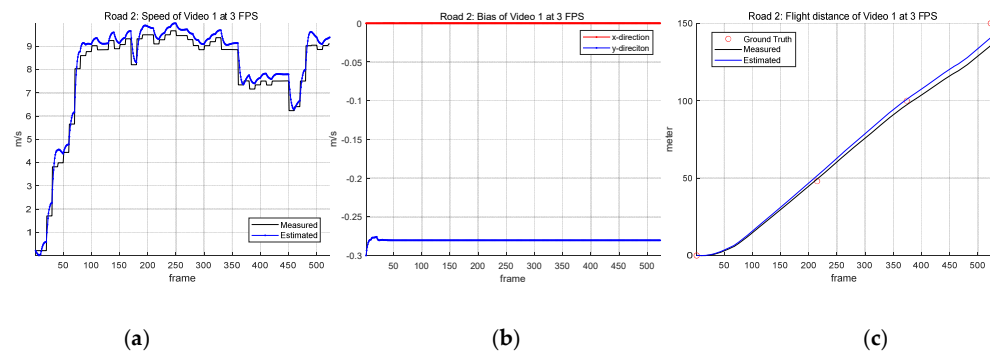 Road 2: Speed of Video 1 at 3 FPS
9
8
7
6
5
4
3
2
1
m/s
50 100 150 200 250 300 350 400 450 500
frame
Measured
Estimated
(a)
Road 2: Bias of Video 1 at 3 FPS
0
-0.05
-0.1
-0.15
-0.2
-0.25
-0.3
m/s
50 100 150 200 250 300 350 400 450 500
frame
x-direction
y-direciton
(b)
Road 2: Flight distance of Video 1 at 3 FPS
150
100
50
0
meter
50 100 150 200 250 300 350 400 450 500
frame
Ground Truth
Measured
Estimated
(c)